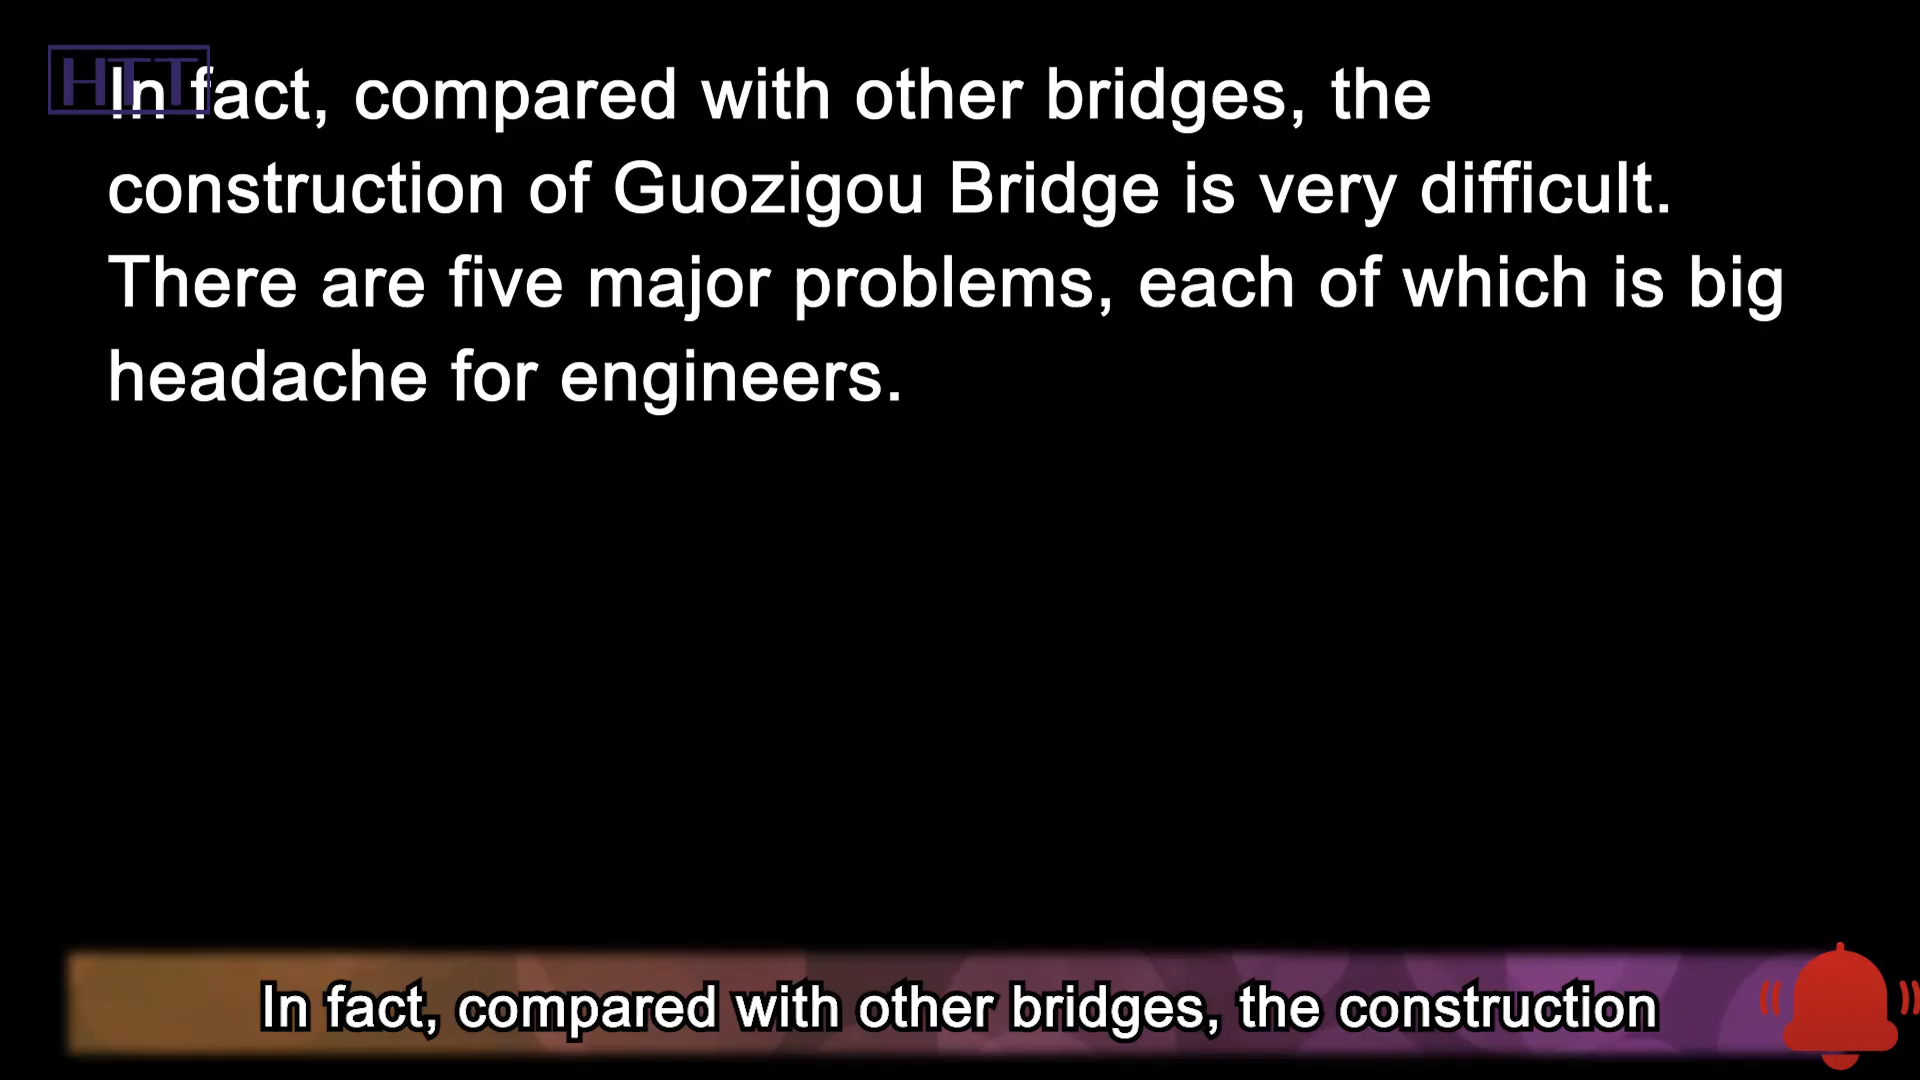 HTT
In fact, compared with other bridges, the
construction of Guozigou Bridge is very difficult.
There are five major problems, each of which is big
headache for engineers.
In fact, compared with other bridges, the construction